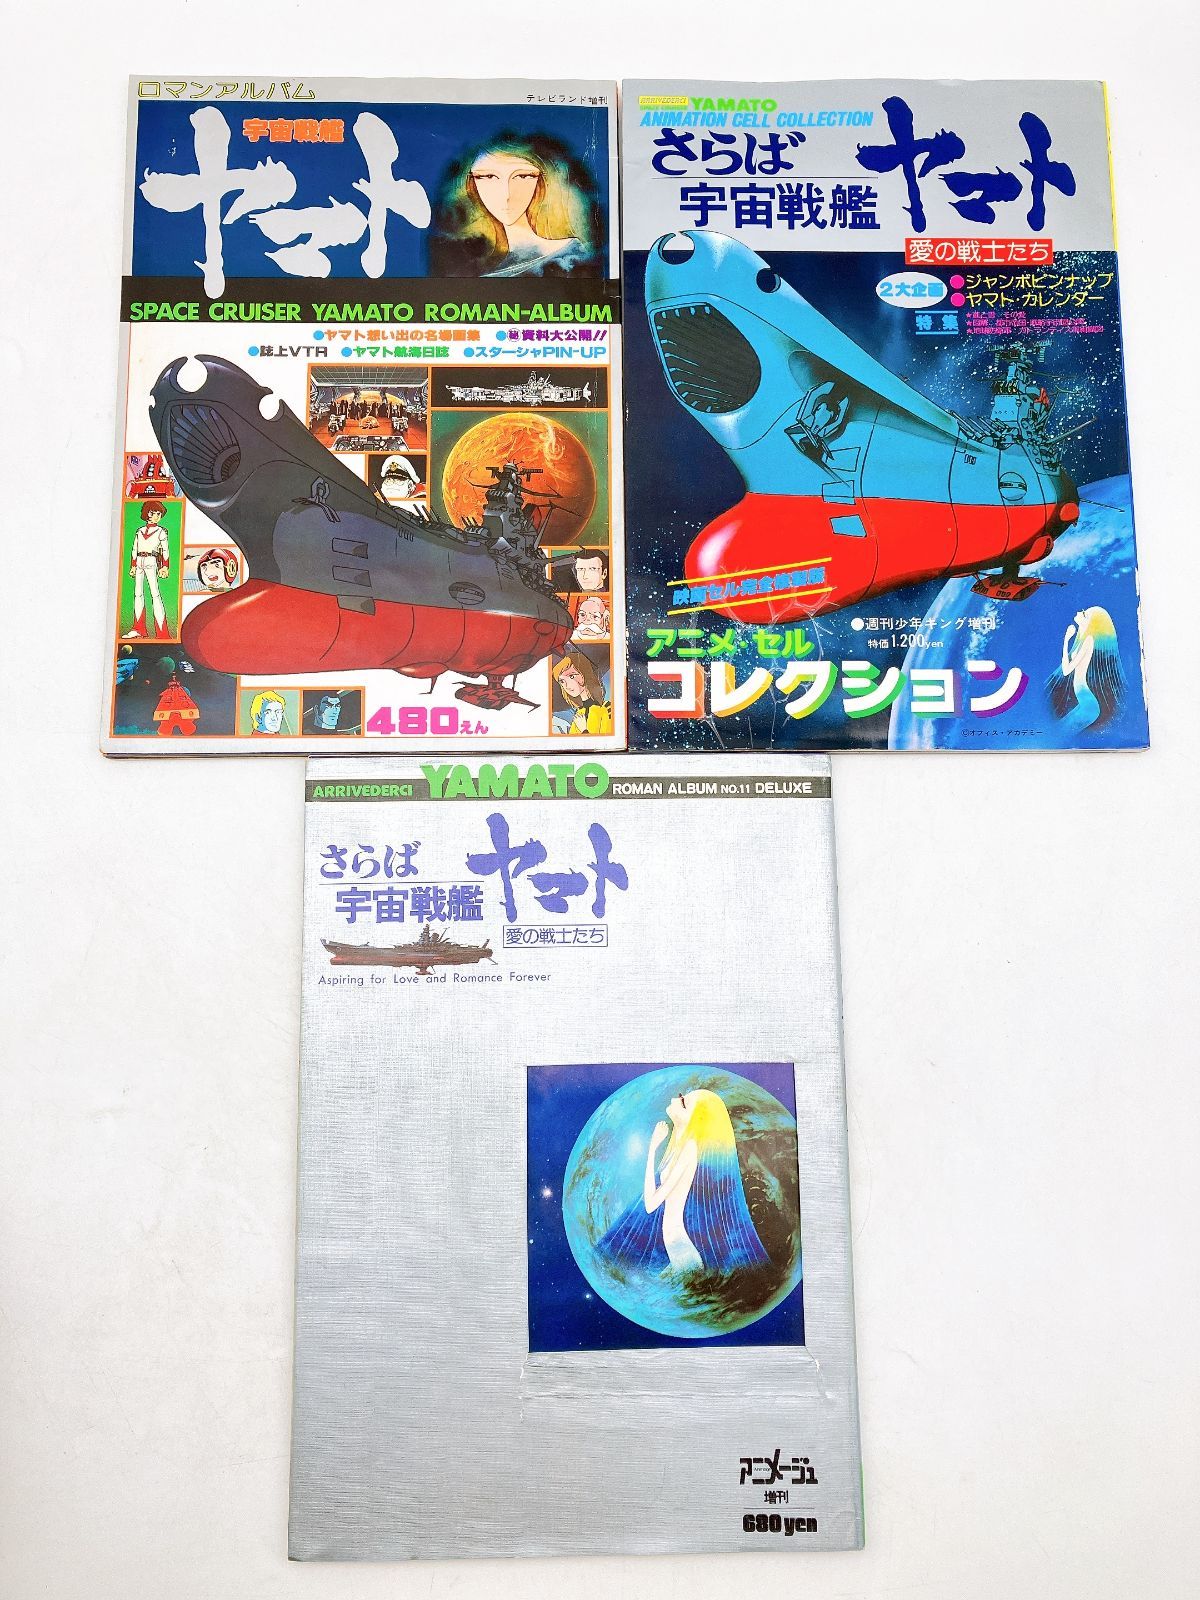 ロマンアルバム
テレビランド増刊
宇宙戦艦
ヤマト
SPACE CRUISER YAMATO ROMAN-ALBUM
●ヤマト想い出の名場面集 ●㊙資料大公開!!
●誌上VTR ●ヤマト航海日誌 ●スターシャPIN-UP
480えん
ARRIVEDERCI
SPACE CRUISER YAMATO
ANIMATION CELL COLLECTION
さらば
宇宙戦艦
ヤマト
愛の戦士たち
2大企画
●ジャンボピンナップ
●ヤマト・カレンダー
特集
映画セル完全複製版
●週刊少年キング増刊
特価1,200yen
アニメ・セル
コレクション
©オフィス・アカデミー
ARRIVEDERCI YAMATO ROMAN ALBUM NO.11 DELUXE
さらば
宇宙戦艦
ヤマト
愛の戦士たち
Aspiring for Love and Romance Forever
アニメージュ
増刊
680yen